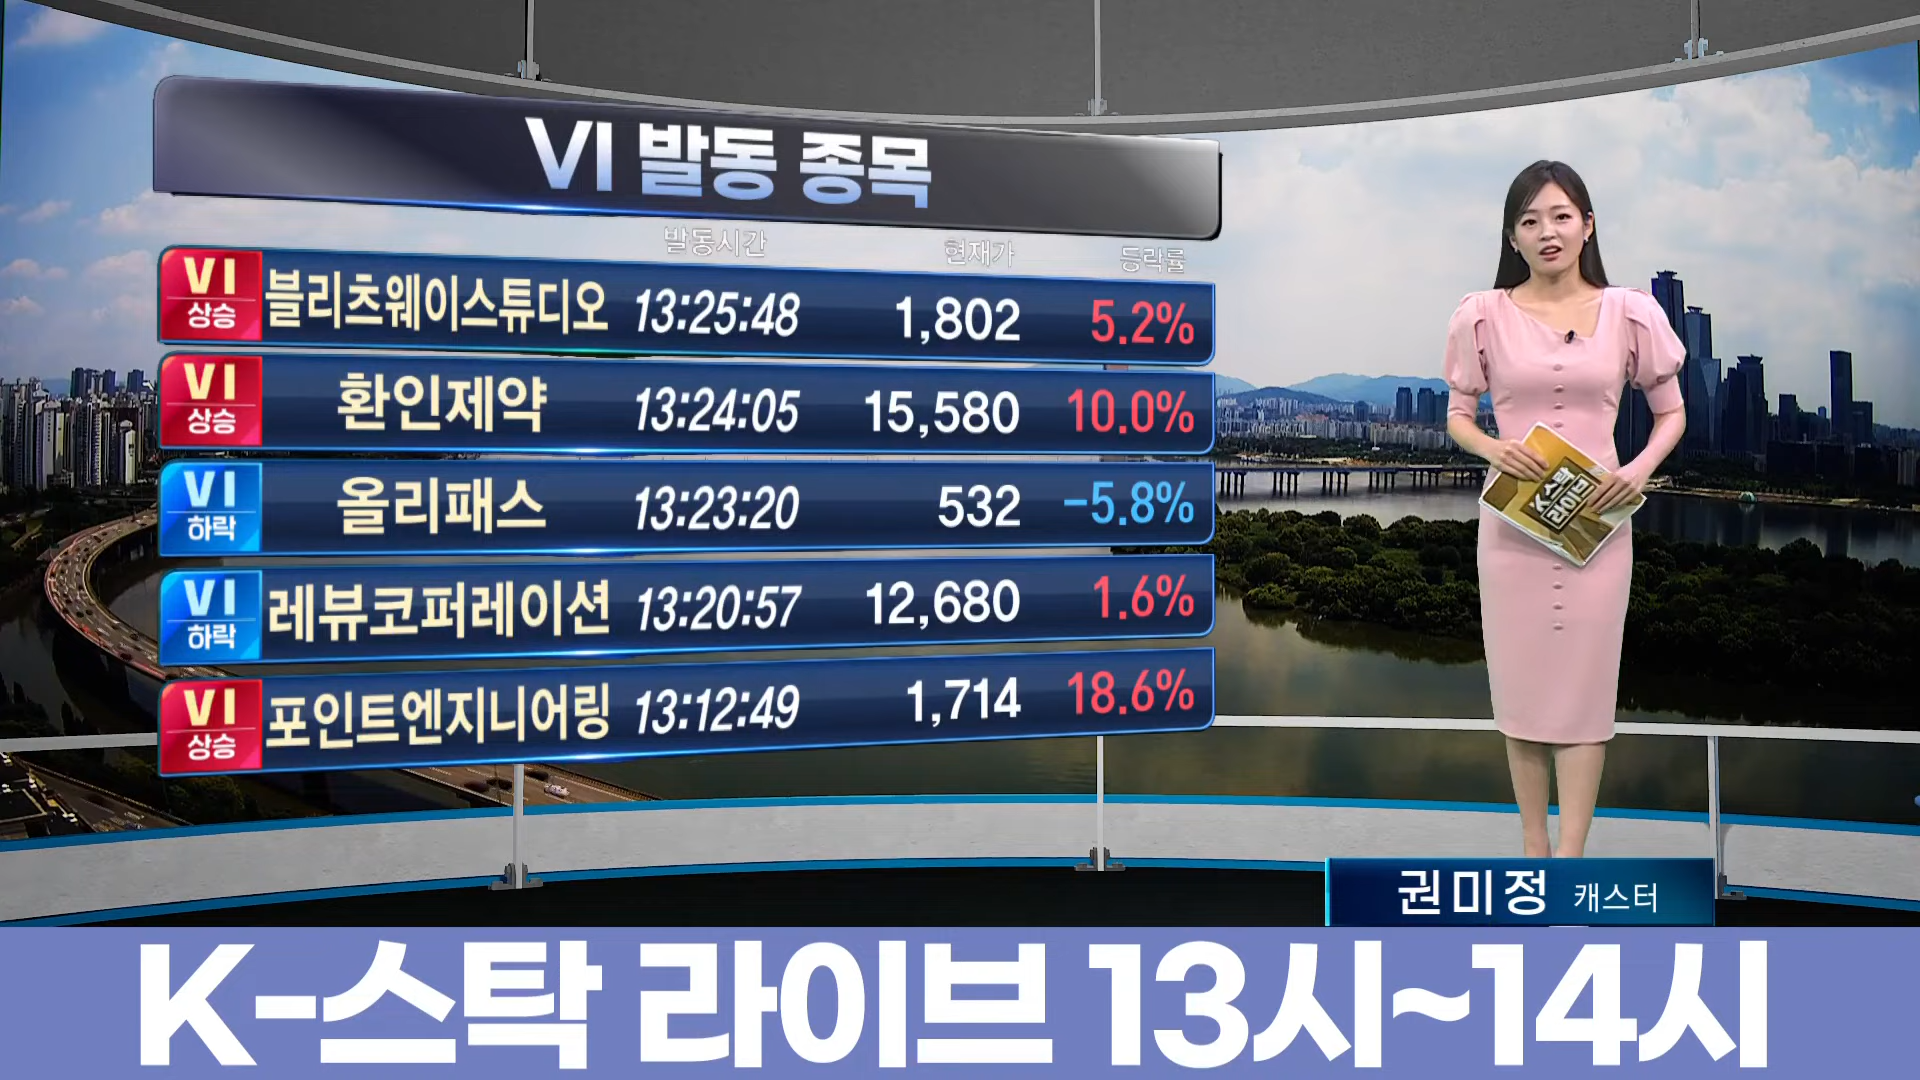 VI 발동 종목
발동시간 현재가 등락률
VI 상승 블리츠웨이스튜디오 13:25:48 1,802 5.2%
VI 상승 환인제약 13:24:05 15,580 10.0%
VI 하락 올리패스 13:23:20 532 -5.8%
VI 하락 레뷰코퍼레이션 13:20:57 12,680 1.6%
VI 상승 포인트엔지니어링 13:12:49 1,714 18.6%
K-스탁
라이브
권미정 캐스터
K-스탁 라이브 13시~14시